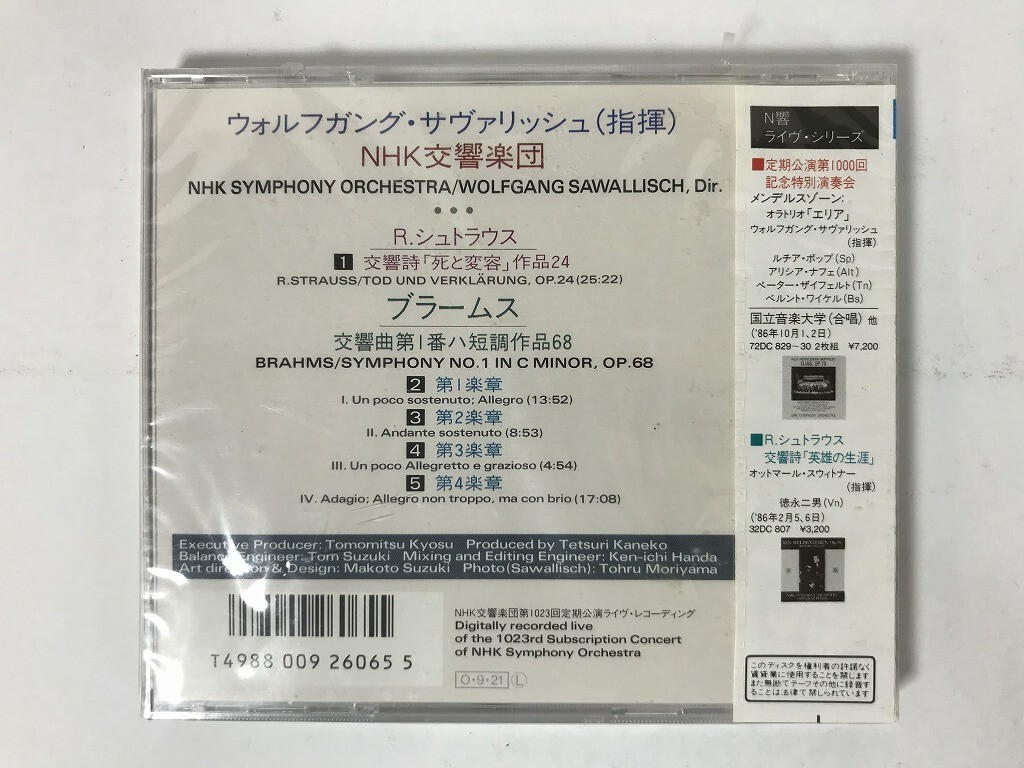 ウォルフガング・サヴァリッシュ(指揮)
NHK交響楽団
NHK SYMPHONY ORCHESTRA/WOLFGANG SAWALLISCH, Dir.
R.シュトラウス
1 交響詩「死と変容」作品24
R.STRAUSS/TOD UND VERKLÄRUNG, OP.24 (25:22)
ブラームス
交響曲第1番ハ短調作品68
BRAHMS/SYMPHONY NO.1 IN C MINOR, OP.68
2 第1楽章
I. Un poco sostenuto; Allegro (13:52)
3 第2楽章
II. Andante sostenuto (8:53)
4 第3楽章
III. Un poco Allegretto e grazioso (4:54)
5 第4楽章
IV. Adagio; Allegro non troppo, ma con brio (17:08)
Executive Producer: Tomomitsu Kyosu Produced by Tetsuri Kaneko
Balance Engineer: Tom Suzuki Mixing and Editing Engineer: Ken-ichi Handa
Art direction & Design: Makoto Suzuki Photo (Sawallisch): Tohru Moriyama
T4988 009 26065 5
NHK交響楽団第1023回定期公演ライヴ・レコーディング
Digitally recorded live
of the 1023rd Subscription Concert
of NHK Symphony Orchestra
O・9・21 L
N響
ライヴ・シリーズ
■定期公演第1000回
記念特別演奏会
メンデルスゾーン:
オラトリオ「エリア」
ウォルフガング・サヴァリッシュ
(指揮)
ルチア・ポップ(Sp)
アリシア・ナフェ(Alt)
ペーター・ザイフェルト(Tn)
ベルント・ワイケル(Bs)
国立音楽大学(合唱) 他
('86年10月1、2日)
72DC 829~30 2枚組 ¥7,200
■R.シュトラウス
交響詩「英雄の生涯」
オットマール・スウィトナー
(指揮)
徳永二男(Vn)
('86年2月5、6日)
32DC 807 ¥3,200
このディスクを権利者の許諾なく
賃貸業に使用することを禁じます
また無断でテープその他に録音す
ることは法律で禁じられています